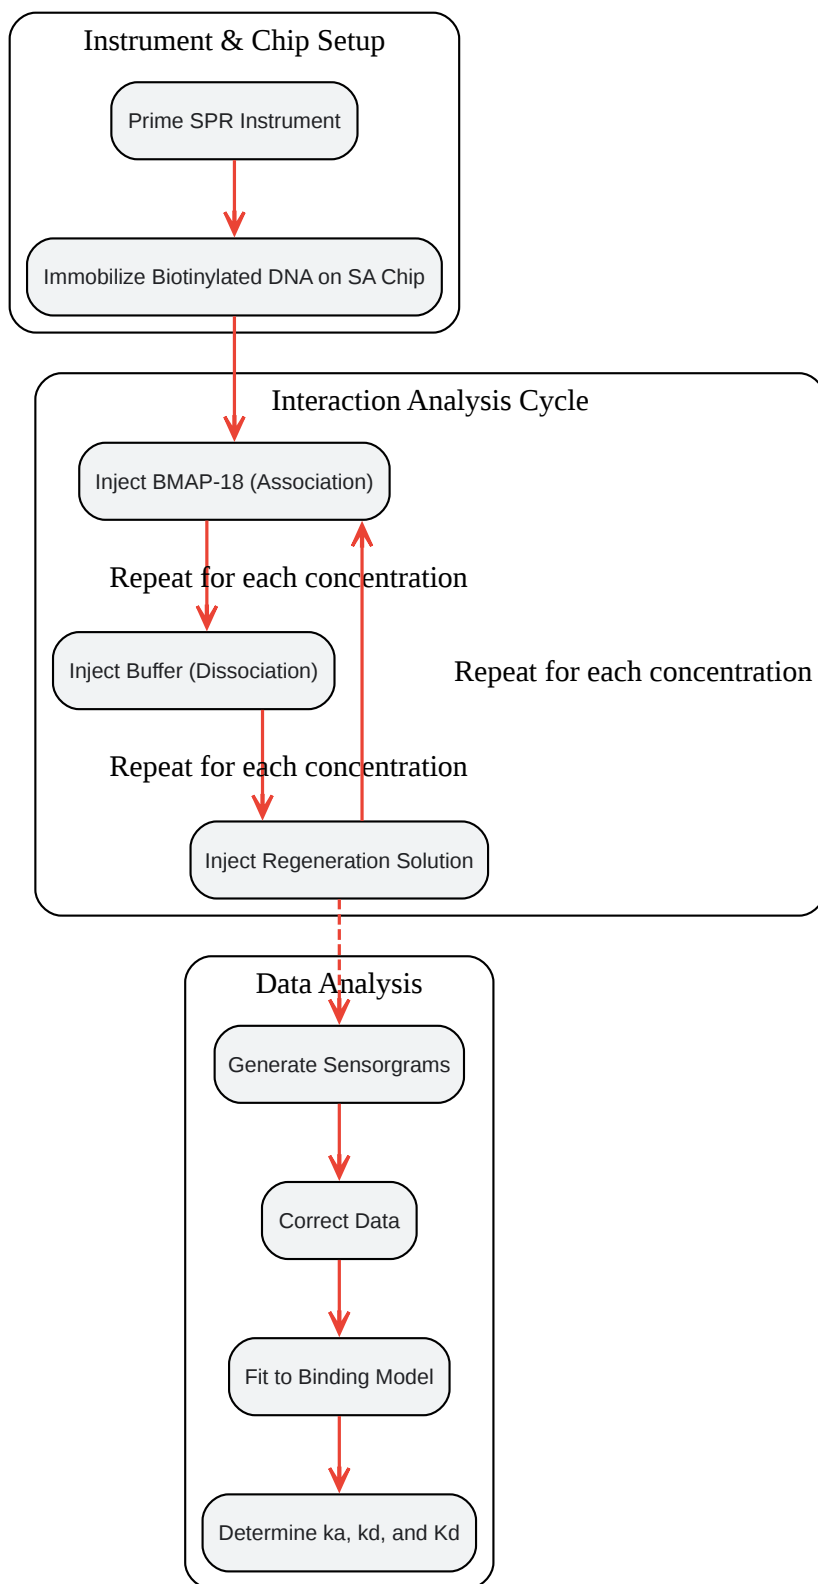 Instrument & Chip Setup
Prime SPR Instrument
Immobilize Biotinylated DNA on SA Chip
Interaction Analysis Cycle
Inject BMAP-18 (Association)
Repeat for each concentration
Inject Buffer (Dissociation)
Repeat for each concentration
Repeat for each concentration
Inject Regeneration Solution
Data Analysis
Generate Sensorgrams
Correct Data
Fit to Binding Model
Determine ka, kd, and Kd